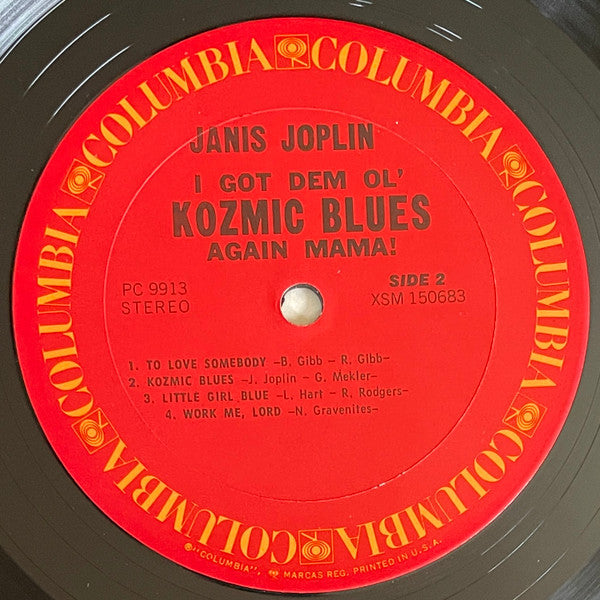 COLUMBIA COLUMBIA COLUMBIA COLUMBIA COLUMBIA COLUMBIA
JANIS JOPLIN
I GOT DEM OL'
KOZMIC BLUES
AGAIN MAMA!
PC 9913
STEREO
SIDE 2
XSM 150683
1. TO LOVE SOMEBODY –B. Gibb – R. Gibb–
2. KOZMIC BLUES –J. Joplin – G. Mekler–
3. LITTLE GIRL BLUE –L. Hart – R. Rodgers–
4. WORK ME, LORD –N. Gravenites–
"COLUMBIA", MARCAS REG. PRINTED IN U.S.A.